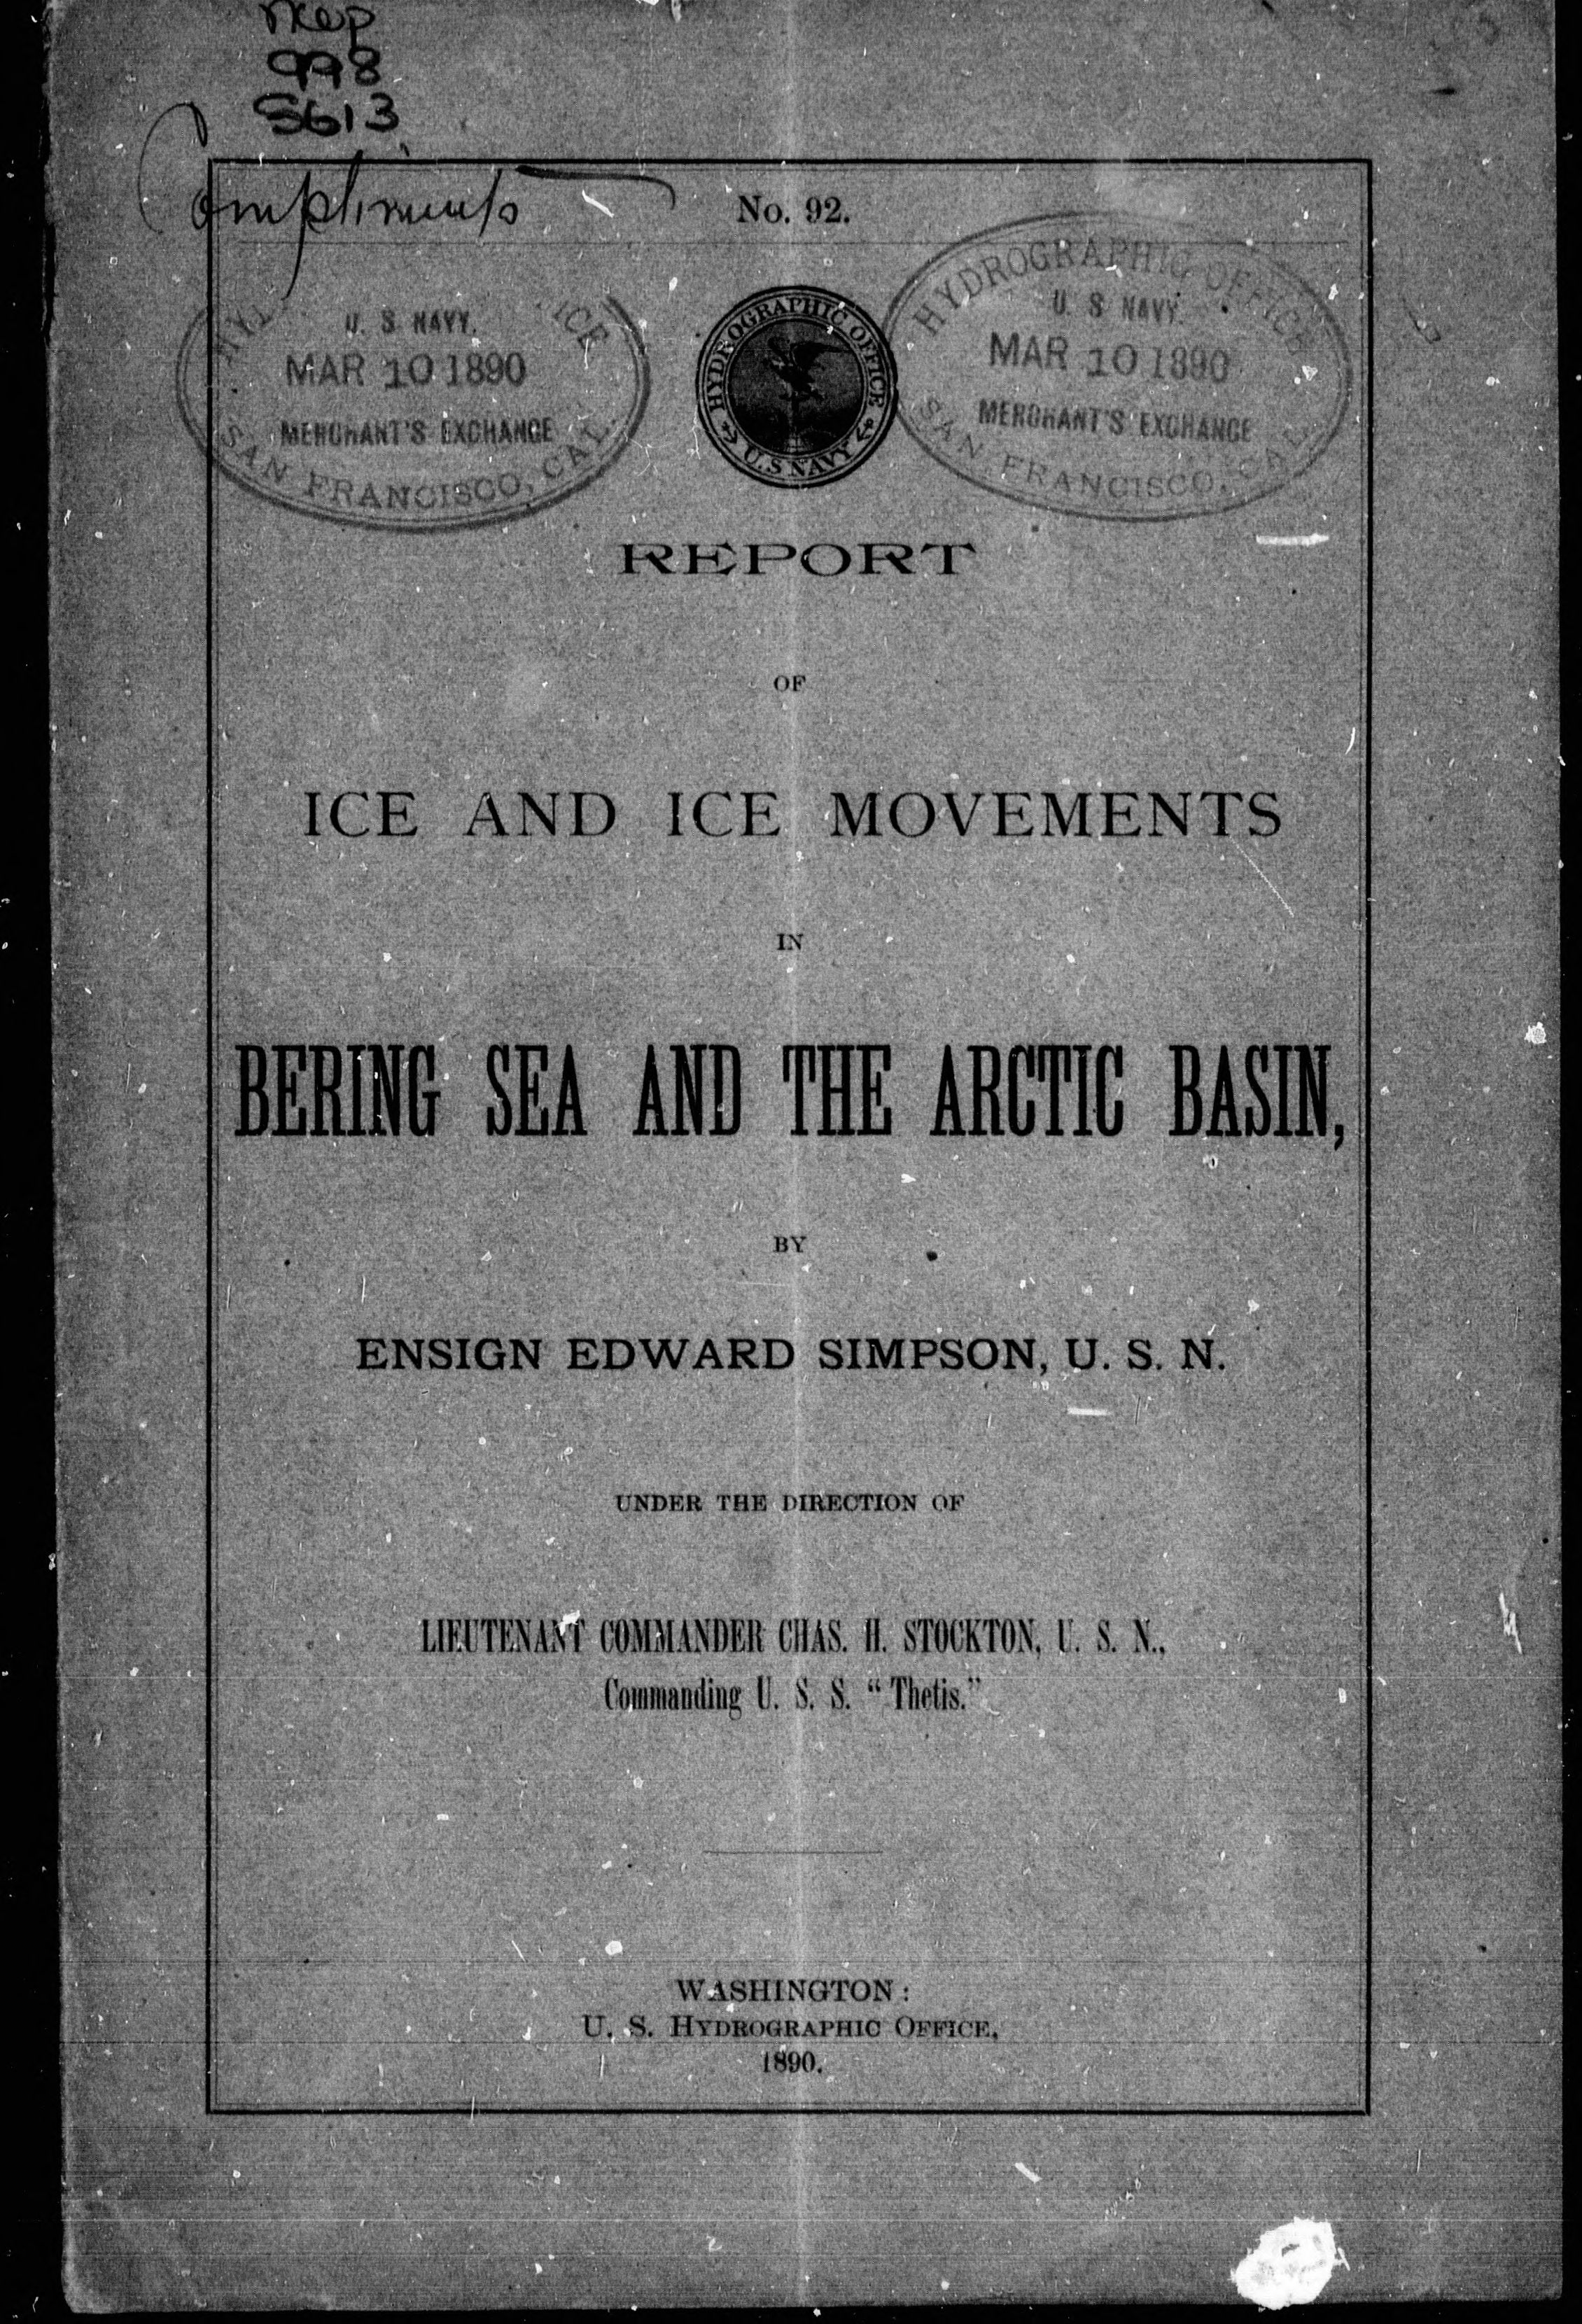 998
S613
Compliments
No. 92.
HYDROGRAPHIC OFFICE
U. S. NAVY
U. S. NAVY.
MAR 10 1890
MERCHANT'S EXCHANGE
SAN FRANCISCO, CAL.
HYDROGRAPHIC OFFICE
U. S. NAVY.
MAR 10 1890
MERCHANT'S EXCHANGE
SAN FRANCISCO, CAL.
REPORT
OF
ICE AND ICE MOVEMENTS
IN
BERING SEA AND THE ARCTIC BASIN,
BY
ENSIGN EDWARD SIMPSON, U. S. N.
UNDER THE DIRECTION OF
LIEUTENANT COMMANDER CHAS. H. STOCKTON, U. S. N.,
Commanding U. S. S. “Thetis.”
WASHINGTON:
U. S. HYDROGRAPHIC OFFICE,
1890.